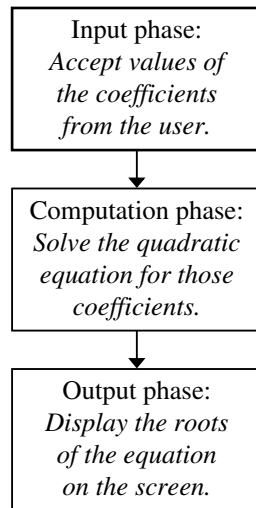 Input phase:
Accept values of
the coefficients
from the user.
Computation phase:
Solve the quadratic
equation for those
coefficients.
Output phase:
Display the roots
of the equation
on the screen.